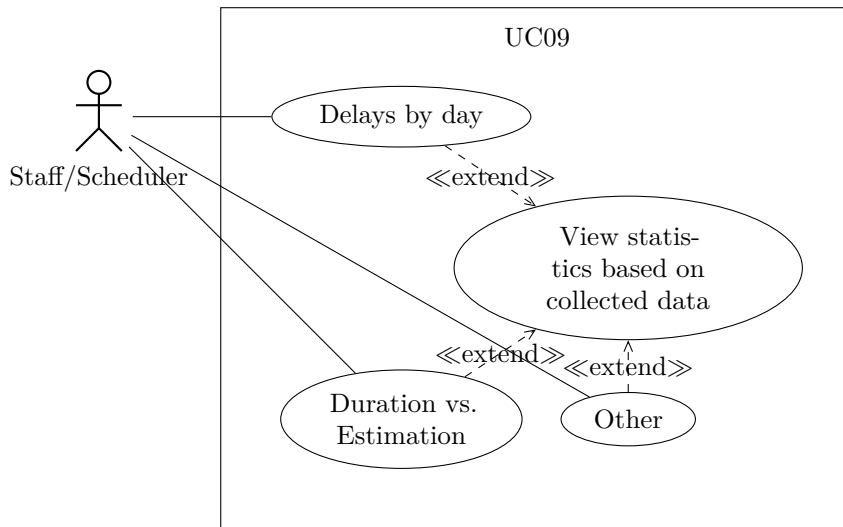 UC09
Delays by day
Staff/Scheduler
≪extend≫
View statis-
tics based on
collected data
≪extend≫
≪extend≫
Duration vs.
Estimation
Other